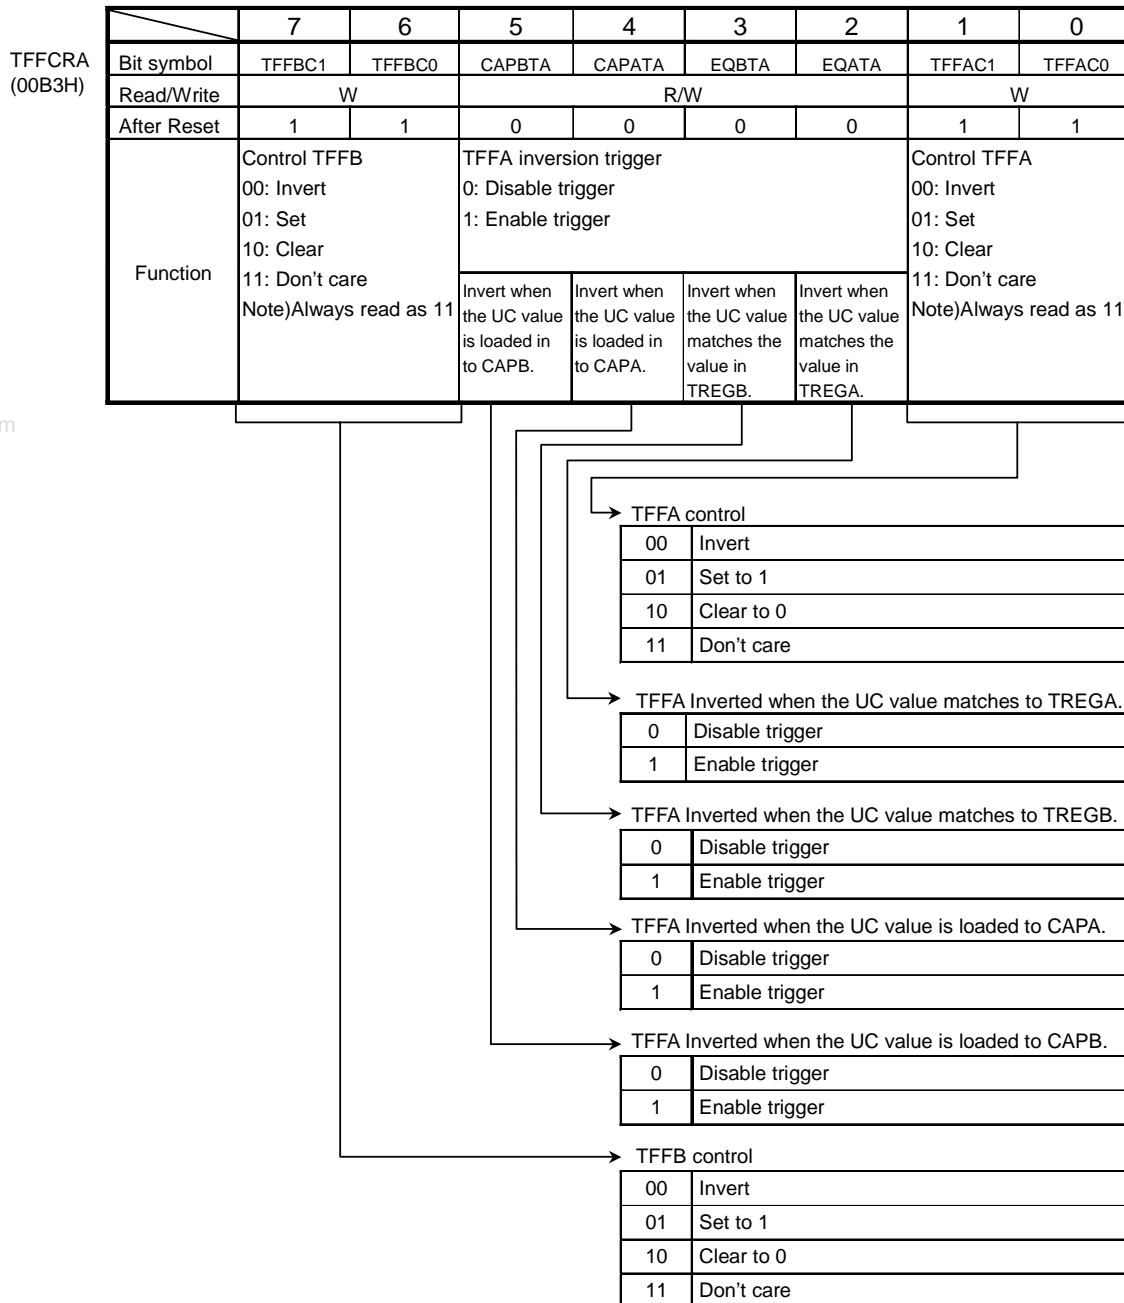 7 6 5 4 3 2 1 0
TFFCRA
(00B3H)
Bit symbol TFFBC1 TFFBC0 CAPBTA CAPATA EQBTA EQATA TFFAC1 TFFAC0
Read/Write W R/W W
After Reset 1 1 0 0 0 0 1 1
Function
Control TFFB
00: Invert
01: Set
10: Clear
11: Don't care
Note)Always read as 11
TFFA inversion trigger
0: Disable trigger
1: Enable trigger
Invert when
the UC value
is loaded in
to CAPB.
Invert when
the UC value
is loaded in
to CAPA.
Invert when
the UC value
matches the
value in
TREGB.
Invert when
the UC value
matches the
value in
TREGA.
Control TFFA
00: Invert
01: Set
10: Clear
11: Don't care
Note)Always read as 11
m
TFFA control
00 Invert
01 Set to 1
10 Clear to 0
11 Don't care
TFFA Inverted when the UC value matches to TREGA.
0 Disable trigger
1 Enable trigger
TFFA Inverted when the UC value matches to TREGB.
0 Disable trigger
1 Enable trigger
TFFA Inverted when the UC value is loaded to CAPA.
0 Disable trigger
1 Enable trigger
TFFA Inverted when the UC value is loaded to CAPB.
0 Disable trigger
1 Enable trigger
TFFB control
00 Invert
01 Set to 1
10 Clear to 0
11 Don't care